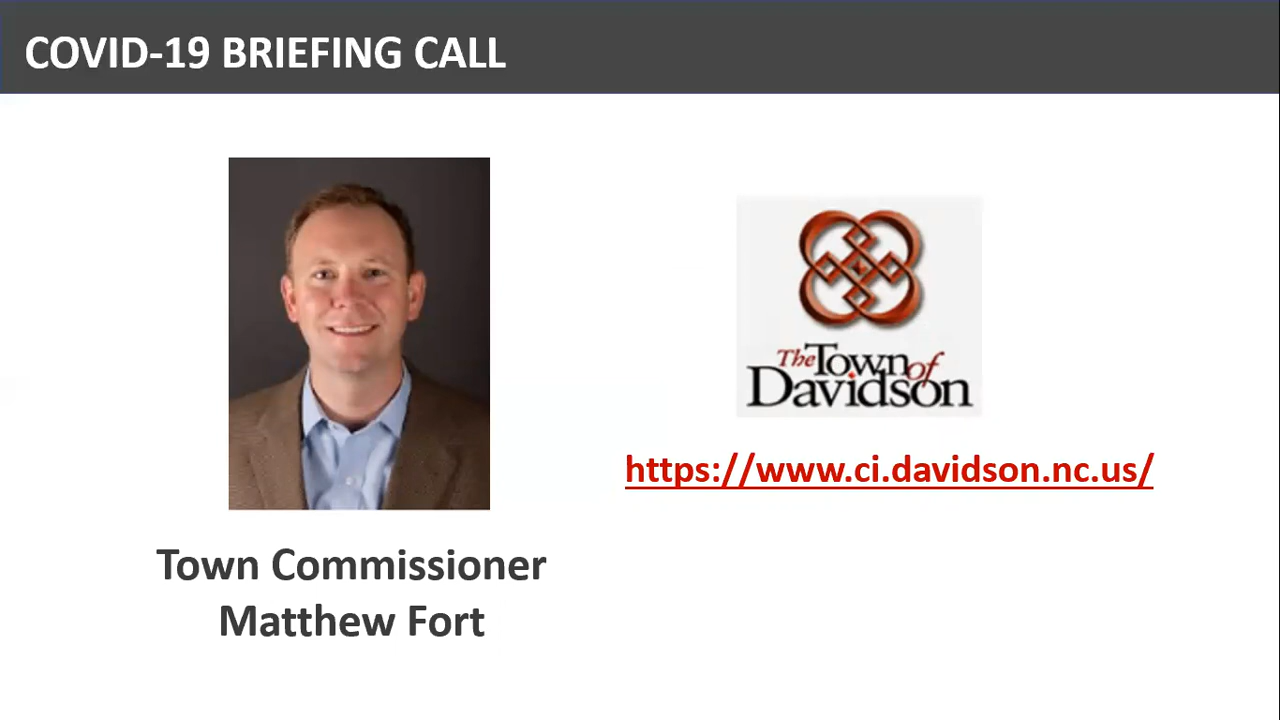 COVID-19 BRIEFING CALL
The Town of
Davidson
https://www.ci.davidson.nc.us/
Town Commissioner
Matthew Fort